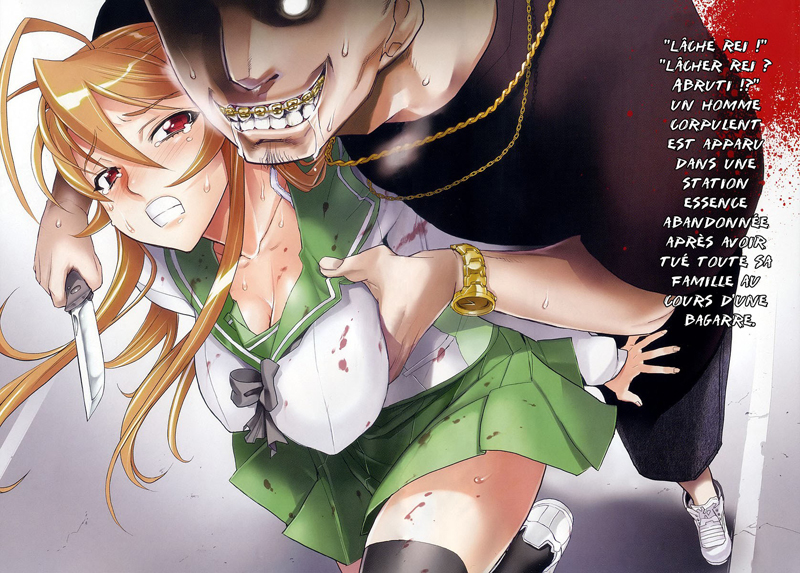 "LÂCHE REI !"
"LÂCHER REI ?
ABRUTI !?"
UN HOMME
CORPULENT
EST APPARU
DANS UNE
STATION
ESSENCE
ABANDONNÉE
APRÈS AVOIR
TUÉ TOUTE SA
FAMILLE AU
COURS D'UNE
BAGARRE.